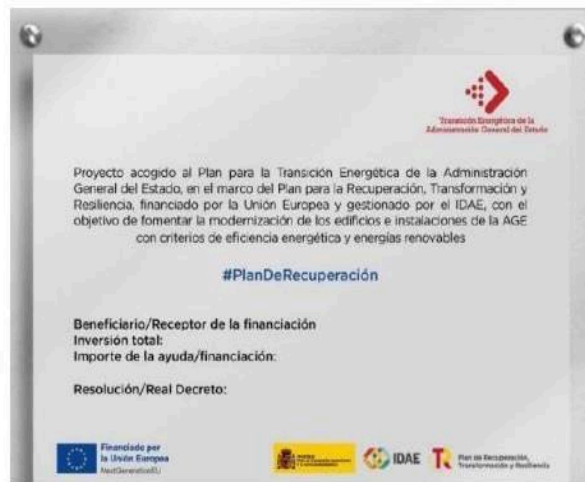 Transición Energética de la
Administración General del Estado
Proyecto acogido al Plan para la Transición Energética de la Administración
General del Estado, en el marco del Plan para la Recuperación, Transformación y
Resiliencia, financiado por la Unión Europea y gestionado por el IDAE, con el
objetivo de fomentar la modernización de los edificios e instalaciones de la AGE
con criterios de eficiencia energética y energías renovables
#PlanDeRecuperación
Beneficiario/Receptor de la financiación
Inversión total:
Importe de la ayuda/financiación:
Resolución/Real Decreto:
Financiado por
la Unión Europea
NextGenerationEU
IDAE
Plan de Recuperación,
Transformación y Resiliencia